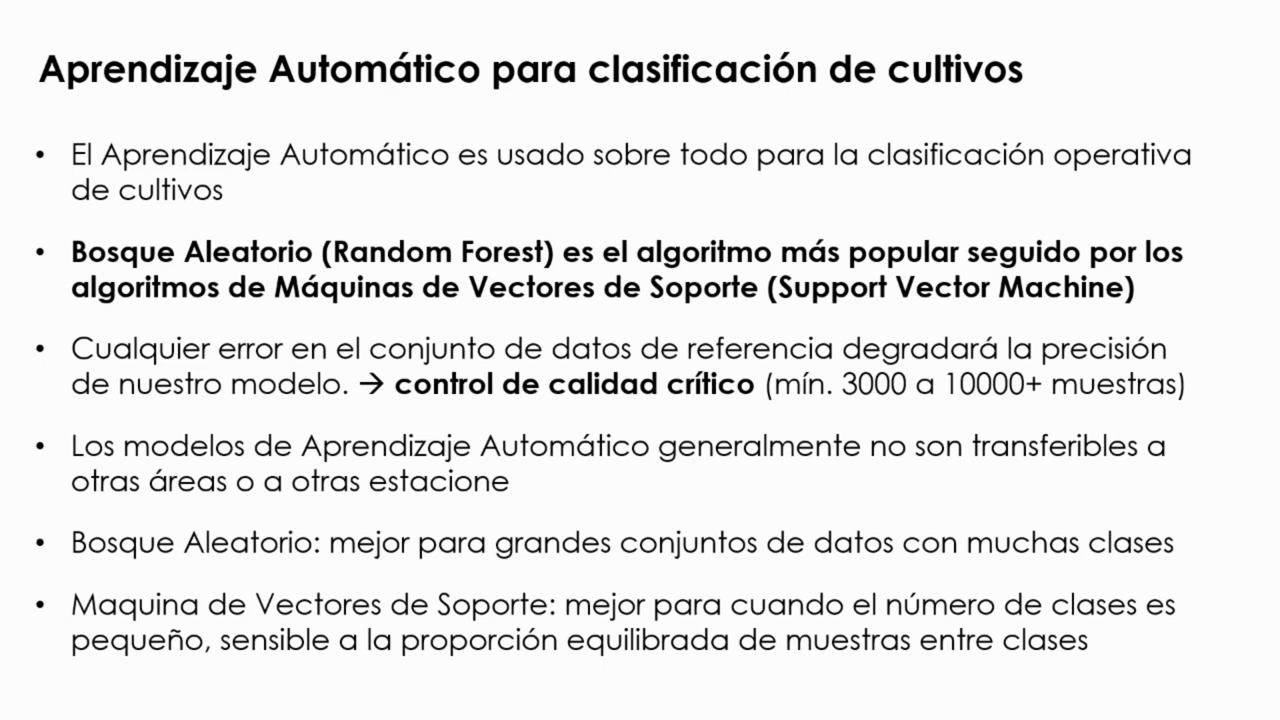 Aprendizaje Automático para clasificación de cultivos
• El Aprendizaje Automático es usado sobre todo para la clasificación operativa
de cultivos
• Bosque Aleatorio (Random Forest) es el algoritmo más popular seguido por los
algoritmos de Máquinas de Vectores de Soporte (Support Vector Machine)
• Cualquier error en el conjunto de datos de referencia degradará la precisión
de nuestro modelo. → control de calidad crítico (mín. 3000 a 10000+ muestras)
• Los modelos de Aprendizaje Automático generalmente no son transferibles a
otras áreas o a otras estacione
• Bosque Aleatorio: mejor para grandes conjuntos de datos con muchas clases
• Maquina de Vectores de Soporte: mejor para cuando el número de clases es
pequeño, sensible a la proporción equilibrada de muestras entre clases